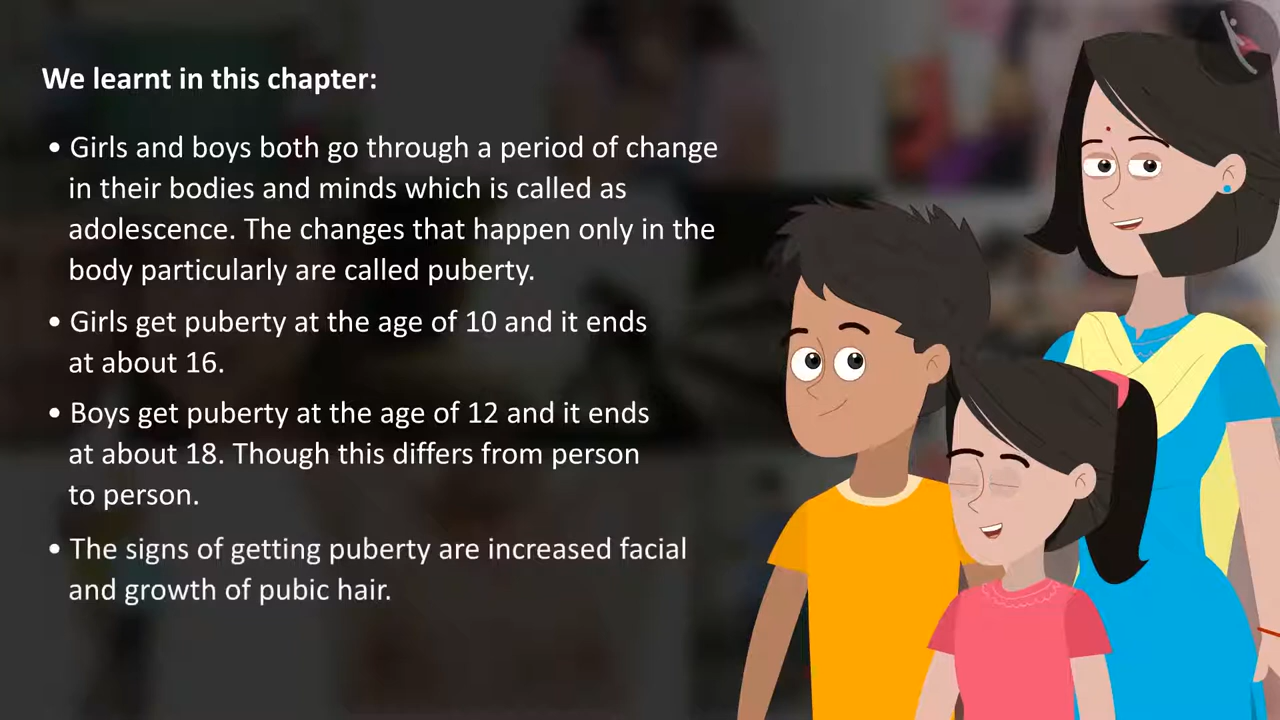 We learnt in this chapter:
• Girls and boys both go through a period of change
in their bodies and minds which is called as
adolescence. The changes that happen only in the
body particularly are called puberty.
• Girls get puberty at the age of 10 and it ends
at about 16.
• Boys get puberty at the age of 12 and it ends
at about 18. Though this differs from person
to person.
• The signs of getting puberty are increased facial
and growth of pubic hair.